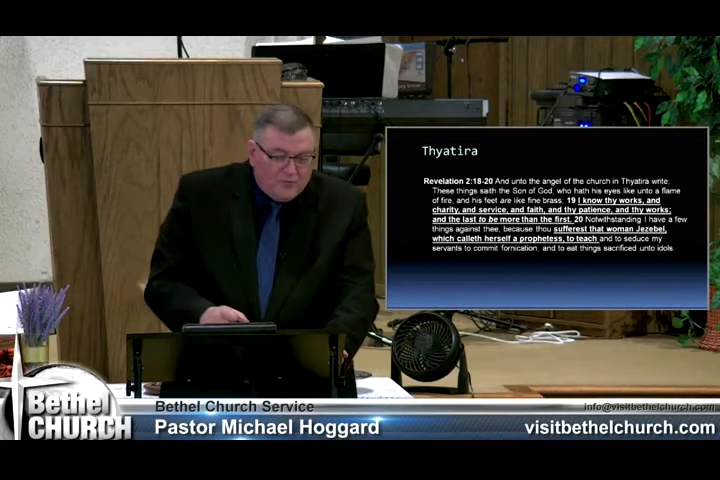 Thyatira
Revelation 2:18-20 And unto the angel of the church in Thyatira write;
These things saith the Son of God, who hath his eyes like unto a flame
of fire, and his feet are like fine brass. 19 I know thy works, and
charity, and service, and faith, and thy patience, and thy works;
and the last to be more than the first. 20 Notwithstanding I have a few
things against thee, because thou sufferest that woman Jezebel,
which calleth herself a prophetess, to teach and to seduce my
servants to commit fornication, and to eat things sacrificed unto idols.
Bethel
CHURCH
Bethel Church Service
info@visitbethelchurch.com
Pastor Michael Hoggard
visitbethelchurch.com